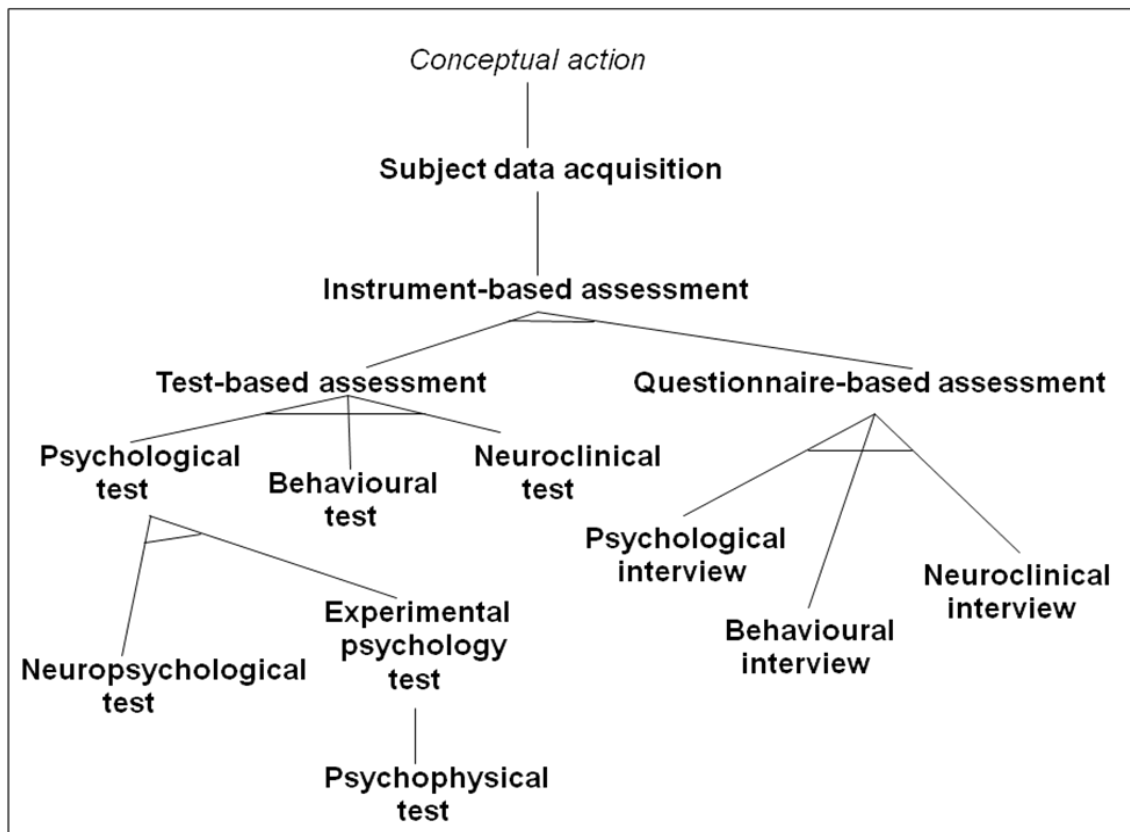 Conceptual action
Subject data acquisition
Instrument-based assessment
Test-based assessment
Questionnaire-based assessment
Psychological
test
Behavioural
test
Neuroclinical
test
Psychological
interview
Behavioural
interview
Neuroclinical
interview
Neuropsychological
test
Experimental
psychology
test
Psychophysical
test